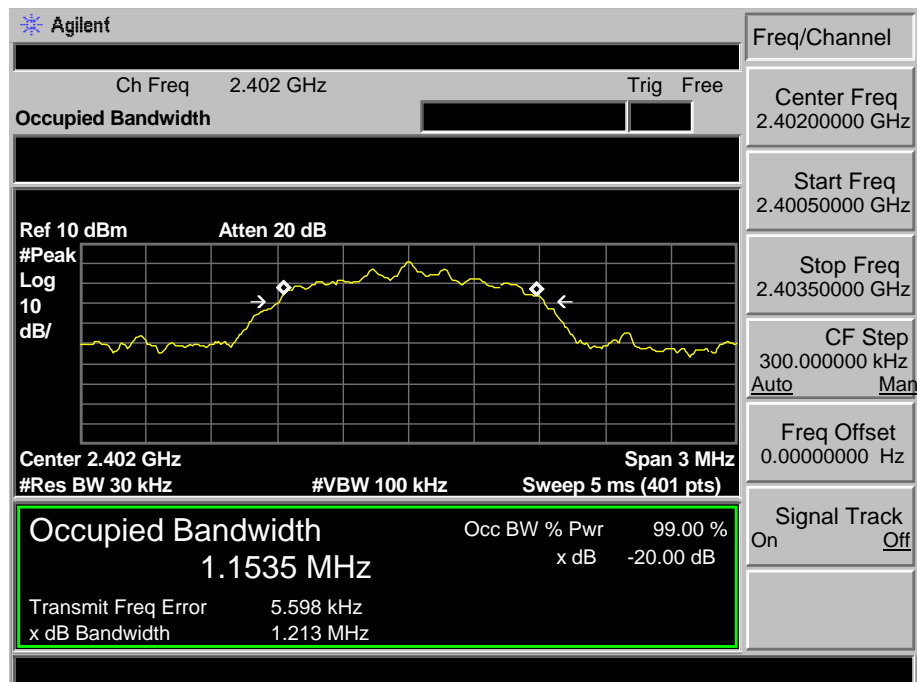 Agilent
Freq/Channel
Ch Freq 2.402 GHz Trig Free
Occupied Bandwidth
Center Freq
2.40200000 GHz
Start Freq
2.40050000 GHz
Stop Freq
2.40350000 GHz
CF Step
300.000000 kHz
Auto Man
Freq Offset
0.00000000 Hz
Signal Track
On Off
Ref 10 dBm Atten 20 dB
#Peak
Log
10
dB/
Center 2.402 GHz Span 3 MHz
#Res BW 30 kHz #VBW 100 kHz Sweep 5 ms (401 pts)
Occupied Bandwidth Occ BW % Pwr 99.00 %
1.1535 MHz x dB -20.00 dB
Transmit Freq Error 5.598 kHz
x dB Bandwidth 1.213 MHz